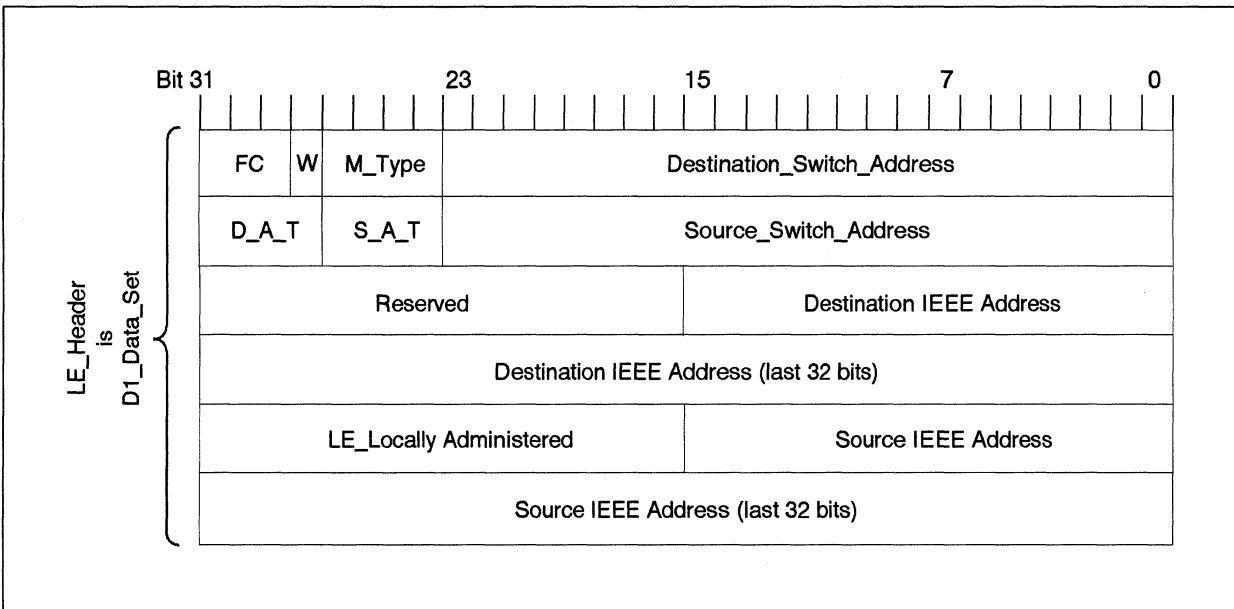 Bit 31 23 15 7 0
FC W M_Type Destination_Switch_Address
D_A_T S_A_T Source_Switch_Address
Reserved Destination IEEE Address
Destination IEEE Address (last 32 bits)
LE_Locally Administered Source IEEE Address
Source IEEE Address (last 32 bits)
LE_Header
is
D1_Data_Set